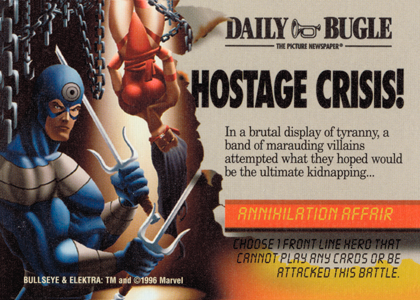 DAILY BUGLE
THE PICTURE NEWSPAPER®
HOSTAGE CRISIS!
In a brutal display of tyranny, a
band of marauding villains
attempted what they hoped would
be the ultimate kidnapping...
ANNIHILATION AFFAIR
CHOOSE 1 FRONT LINE HERO THAT
CANNOT PLAY ANY CARDS OR BE
ATTACKED THIS BATTLE.
BULLSEYE & ELEKTRA: TM and ©1996 Marvel